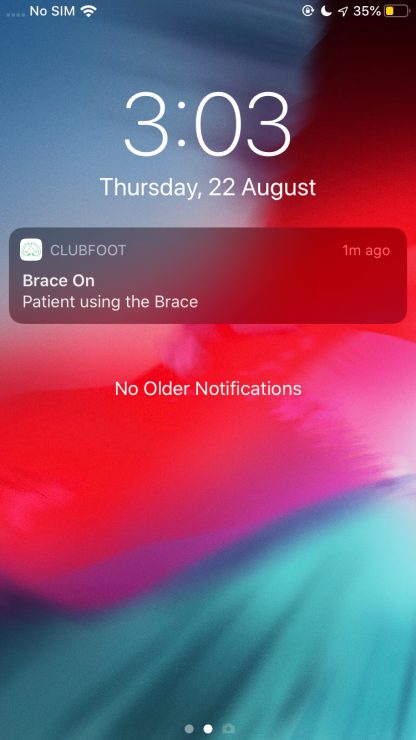 No SIM 35%
3:03
Thursday, 22 August
CLUBFOOT 1m ago
Brace On
Patient using the Brace
No Older Notifications